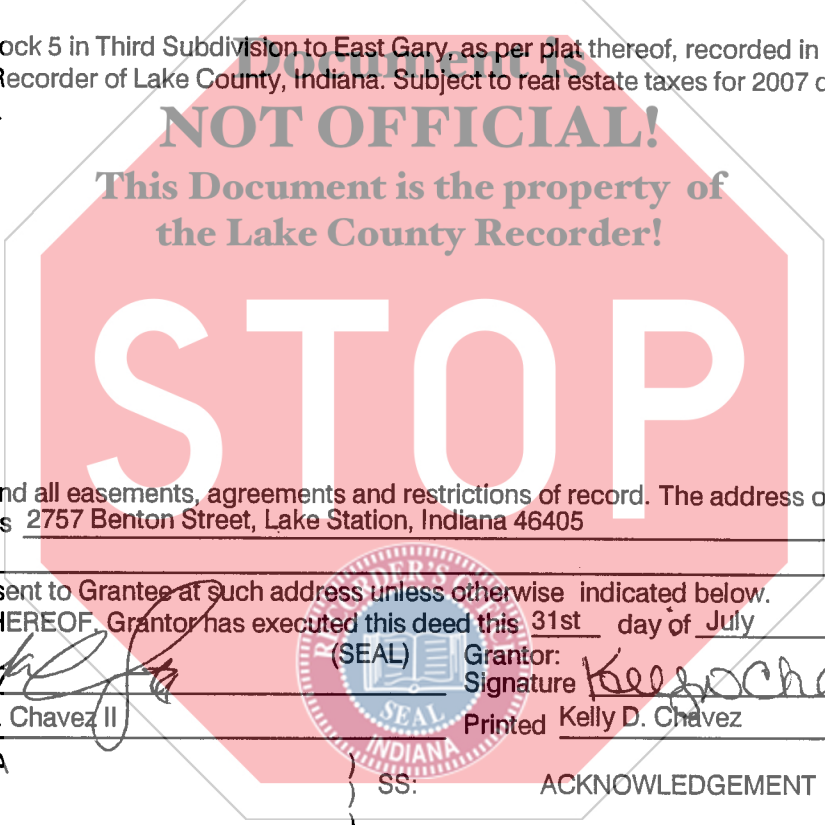 ock 5 in Third Subdivision to East Gary, as per plat thereof, recorded in
Recorder of Lake County, Indiana. Subject to real estate taxes for 2007
Document is
NOT OFFICIAL!
This Document is the property of
the Lake County Recorder!
STOP
nd all easements, agreements and restrictions of record. The address o
s 2757 Benton Street, Lake Station, Indiana 46405
sent to Grantee at such address unless otherwise indicated below.
HEREOF, Grantor has executed this deed this 31st day of July
(SEAL) Grantor:
Signature Kelly D Cha
. Chavez II Printed Kelly D. Chavez
RECORDER'S OFFICE
SEAL
INDIANA
SS: ACKNOWLEDGEMENT